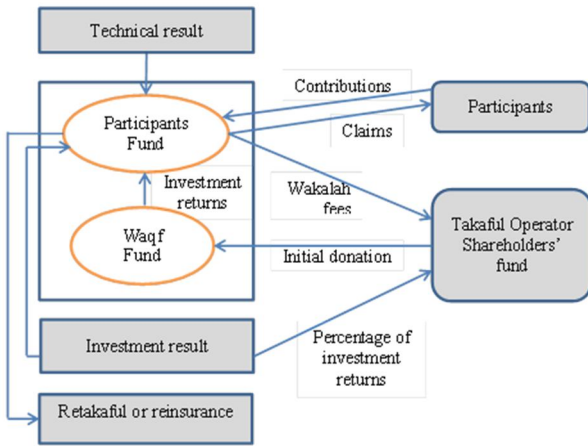 Technical result
Contributions
Participants
Participants
Fund
Claims
Investment
returns
Wakalah
fees
Takaful Operator
Shareholders'
fund
Waqf
Fund
Initial donation
Investment result
Percentage of
investment
returns
Retakaful or reinsurance